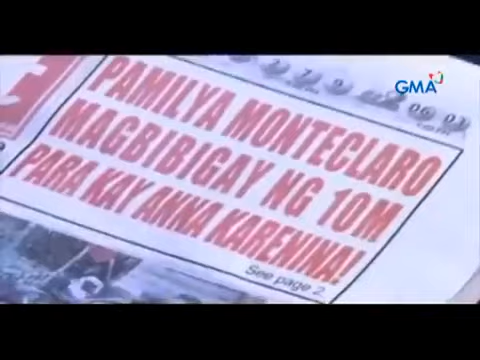 GMA
PAMILYA MONTECLARO
MAGBIBIGAY NG 10M
PARA KAY ANNA KARENINA!
See page 2